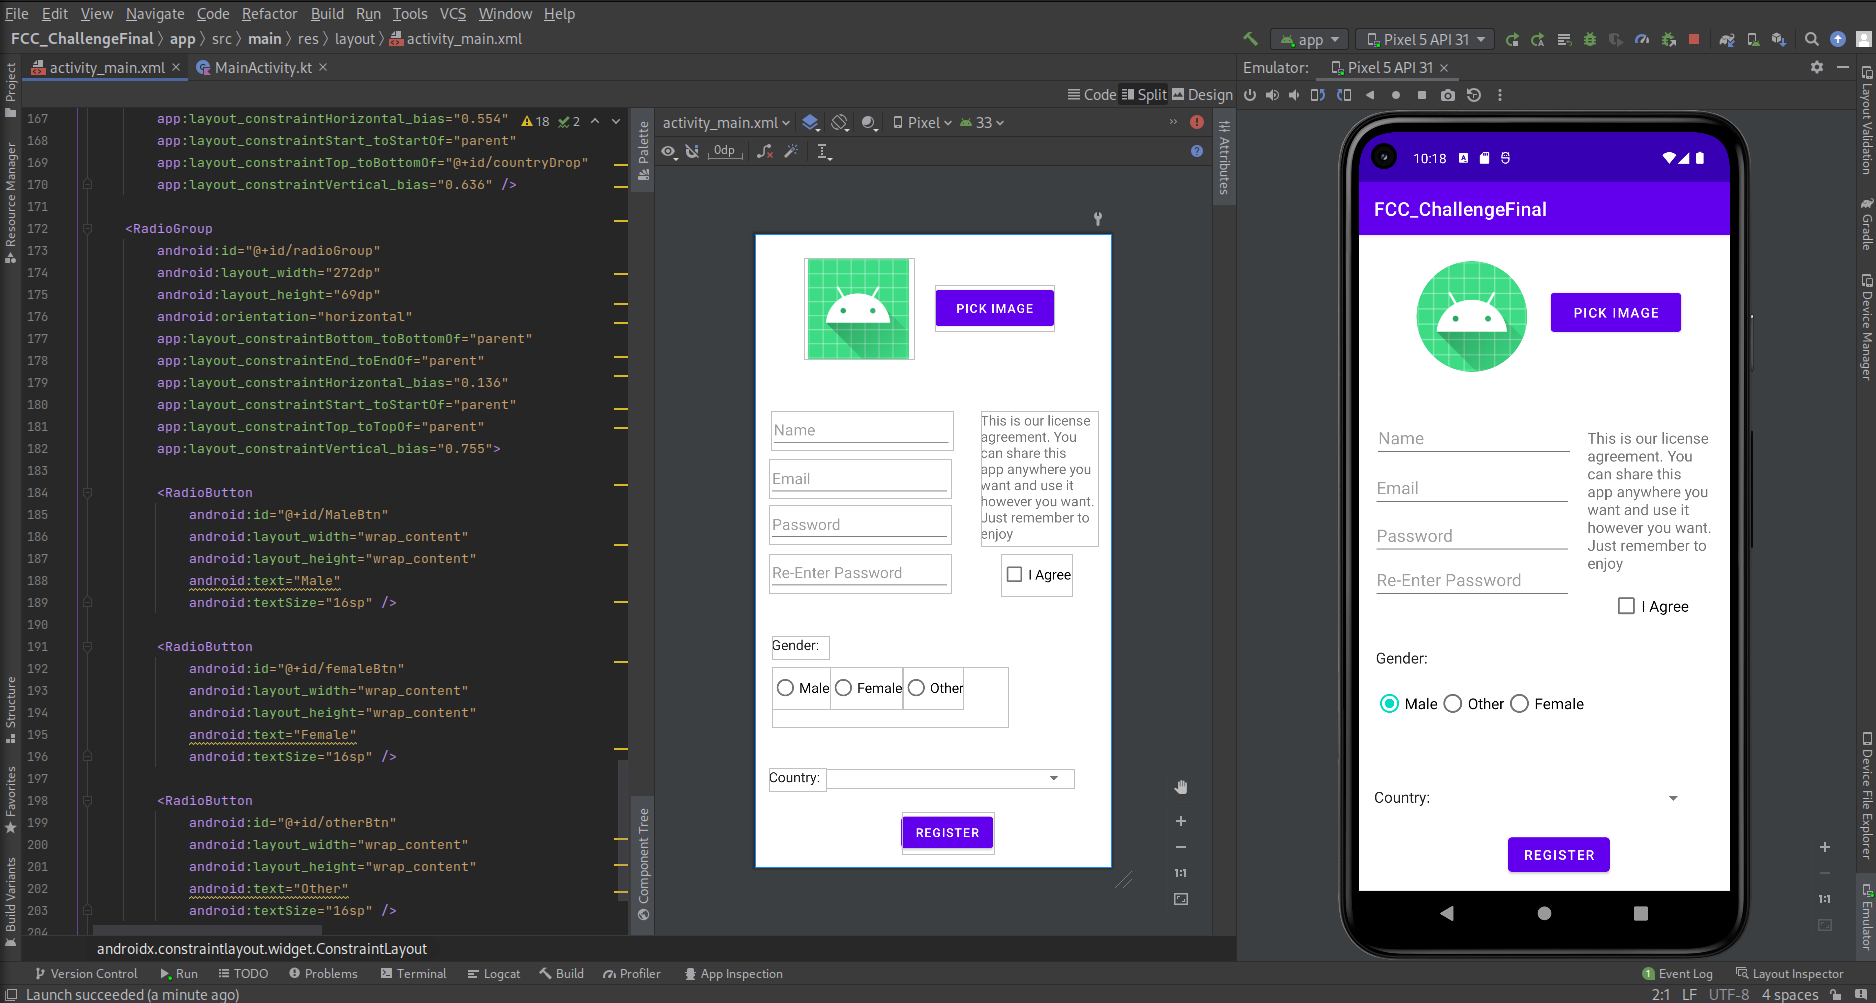 File Edit View Navigate Code Refactor Build Run Tools VCS Window Help
FCC_ChallengeFinal app src main res layout activity_main.xml
app Pixel 5 API 31
activity_main.xml MainActivity.kt
Emulator: Pixel 5 API 31
Code Split Design
Project
Resource Manager
Structure
Favorites
Build Variants
167 app:layout_constraintHorizontal_bias="0.554" 18 2
168 app:layout_constraintStart_toStartOf="parent"
169 app:layout_constraintTop_toBottomOf="@+id/countryDrop"
170 app:layout_constraintVertical_bias="0.636" />
171
172 <RadioGroup
173 android:id="@+id/radioGroup"
174 android:layout_width="272dp"
175 android:layout_height="69dp"
176 android:orientation="horizontal"
177 app:layout_constraintBottom_toBottomOf="parent"
178 app:layout_constraintEnd_toEndOf="parent"
179 app:layout_constraintHorizontal_bias="0.136"
180 app:layout_constraintStart_toStartOf="parent"
181 app:layout_constraintTop_toTopOf="parent"
182 app:layout_constraintVertical_bias="0.755">
183
184 <RadioButton
185 android:id="@+id/MaleBtn"
186 android:layout_width="wrap_content"
187 android:layout_height="wrap_content"
188 android:text="Male"
189 android:textSize="16sp" />
190
191 <RadioButton
192 android:id="@+id/femaleBtn"
193 android:layout_width="wrap_content"
194 android:layout_height="wrap_content"
195 android:text="Female"
196 android:textSize="16sp" />
197
198 <RadioButton
199 android:id="@+id/otherBtn"
200 android:layout_width="wrap_content"
201 android:layout_height="wrap_content"
202 android:text="Other"
203 android:textSize="16sp" />
204
androidx.constraintlayout.widget.ConstraintLayout
Palette
Component Tree
activity_main.xml Pixel 33
0dp
Attributes
PICK IMAGE
Name
Email
Password
Re-Enter Password
This is our license
agreement. You
can share this
app anywhere you
want and use it
however you want.
Just remember to
enjoy
I Agree
Gender:
Male Female Other
Country:
REGISTER
1:1
10:18
FCC_ChallengeFinal
PICK IMAGE
Name
Email
Password
Re-Enter Password
This is our license
agreement. You
can share this
app anywhere you
want and use it
however you want.
Just remember to
enjoy
I Agree
Gender:
Male Other Female
Country:
REGISTER
1:1
Layout Validation
Gradle
Device Manager
Device File Explorer
Emulator
Version Control Run TODO Problems Terminal Logcat Build Profiler App Inspection
1 Event Log Layout Inspector
Launch succeeded (a minute ago)
2:1 LF UTF-8 4 spaces